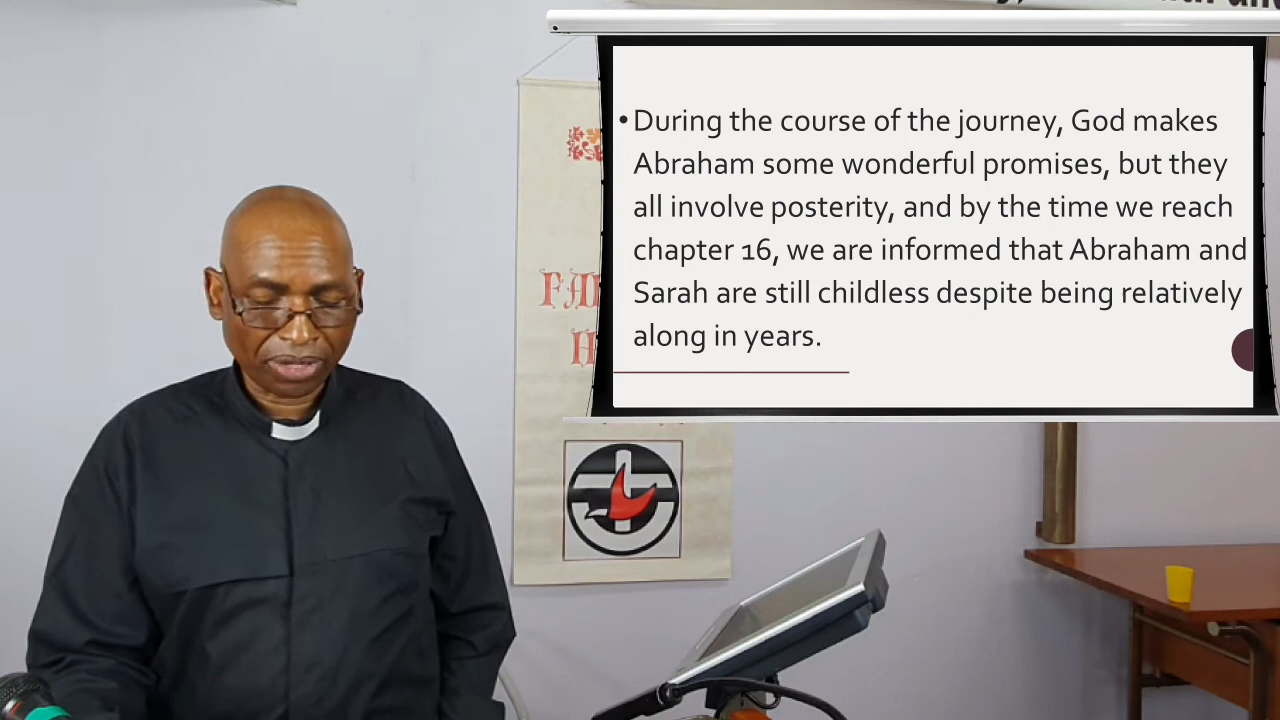 • During the course of the journey, God makes
Abraham some wonderful promises, but they
all involve posterity, and by the time we reach
chapter 16, we are informed that Abraham and
Sarah are still childless despite being relatively
along in years.